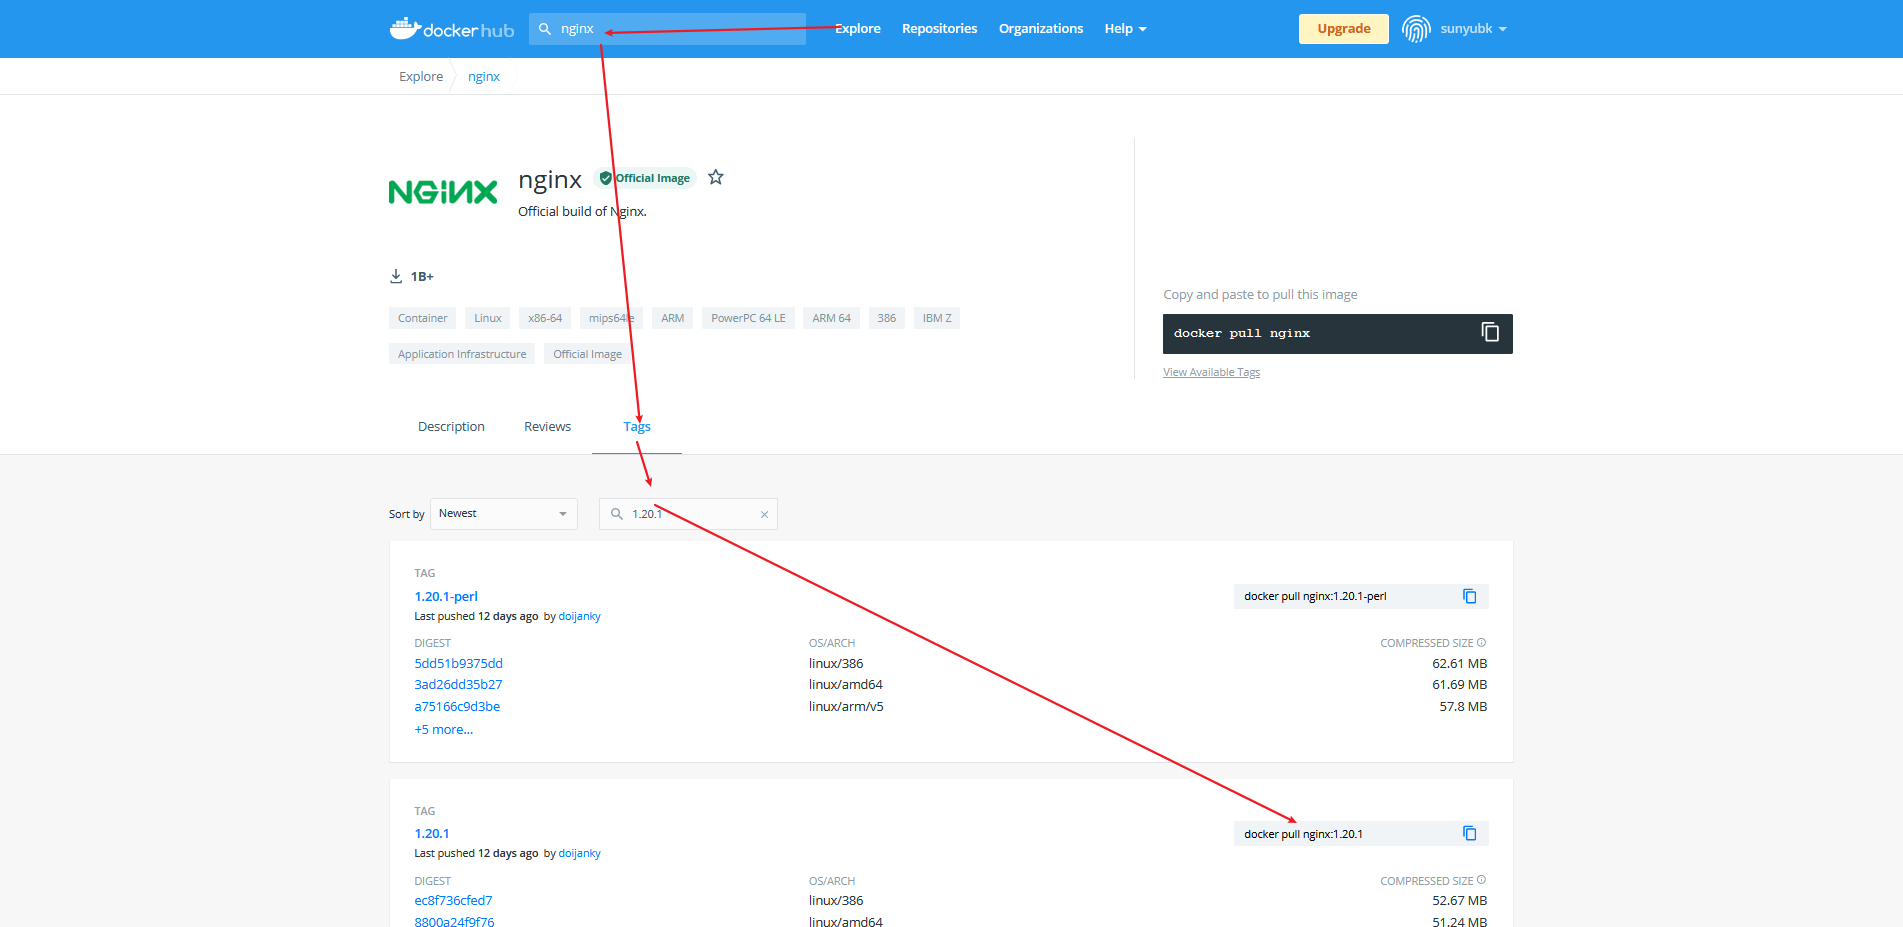 docker hub nginx Explore Repositories Organizations Help Upgrade sunyubk
Explore nginx
NGINX nginx Official Image
Official build of Nginx.
1B+
Copy and paste to pull this image
Container Linux x86-64 mips64le ARM PowerPC 64 LE ARM 64 386 IBM Z
docker pull nginx
Application Infrastructure Official Image
View Available Tags
Description Reviews Tags
Sort by Newest 1.20.1
TAG
1.20.1-perl docker pull nginx:1.20.1-perl
Last pushed 12 days ago by doijanky
DIGEST OS/ARCH COMPRESSED SIZE
5dd51b9375dd linux/386 62.61 MB
3ad26dd35b27 linux/amd64 61.69 MB
a75166c9d3be linux/arm/v5 57.8 MB
+5 more...
TAG
1.20.1 docker pull nginx:1.20.1
Last pushed 12 days ago by doijanky
DIGEST OS/ARCH COMPRESSED SIZE
ec8f736cfed7 linux/386 52.67 MB
8800a24f9f76 linux/amd64 51.24 MB